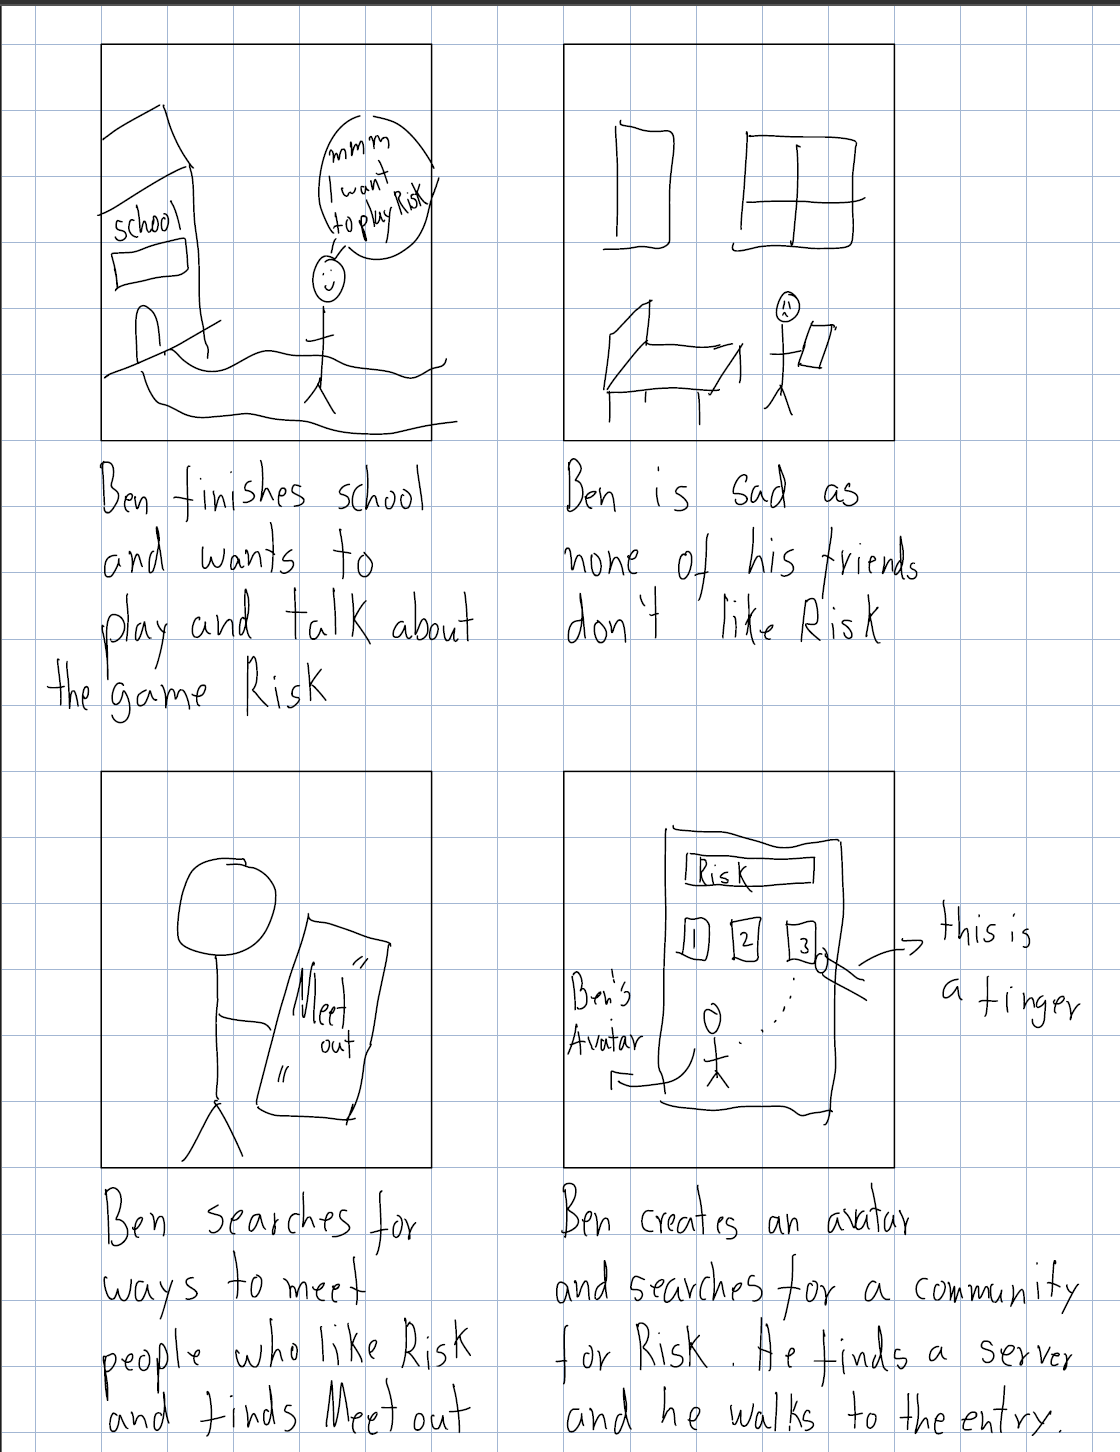 school
mmm
I want
to play Risk
Ben finishes school
and wants to
play and talk about
the game Risk
Ben is sad as
none of his friends
don't like Risk
Meet
out
Ben searches for
ways to meet
people who like Risk
and finds Meet out
Risk
1 2 3
this is
a finger
Ben's
Avatar
Ben creates an avatar
and searches for a community
for Risk. He finds a server
and he walks to the entry.